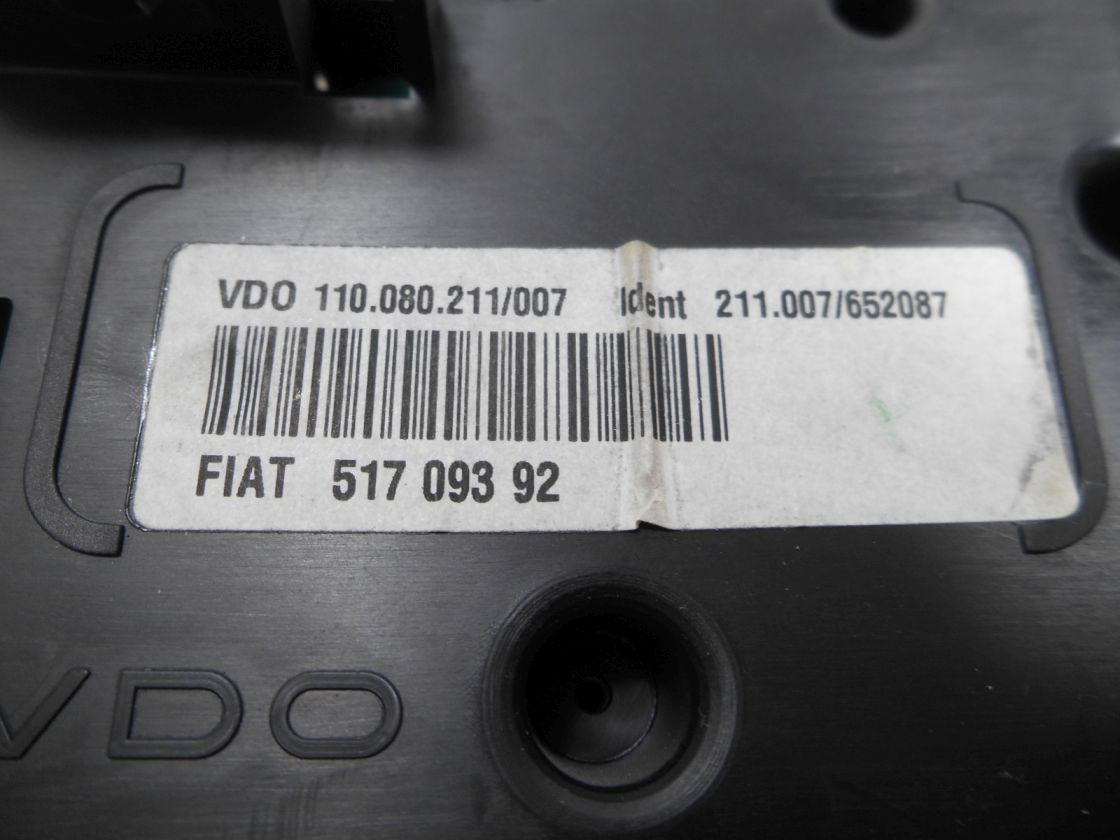 VDO 110.080.211/007 Ident 211.007/652087
FIAT 517 093 92
VDO